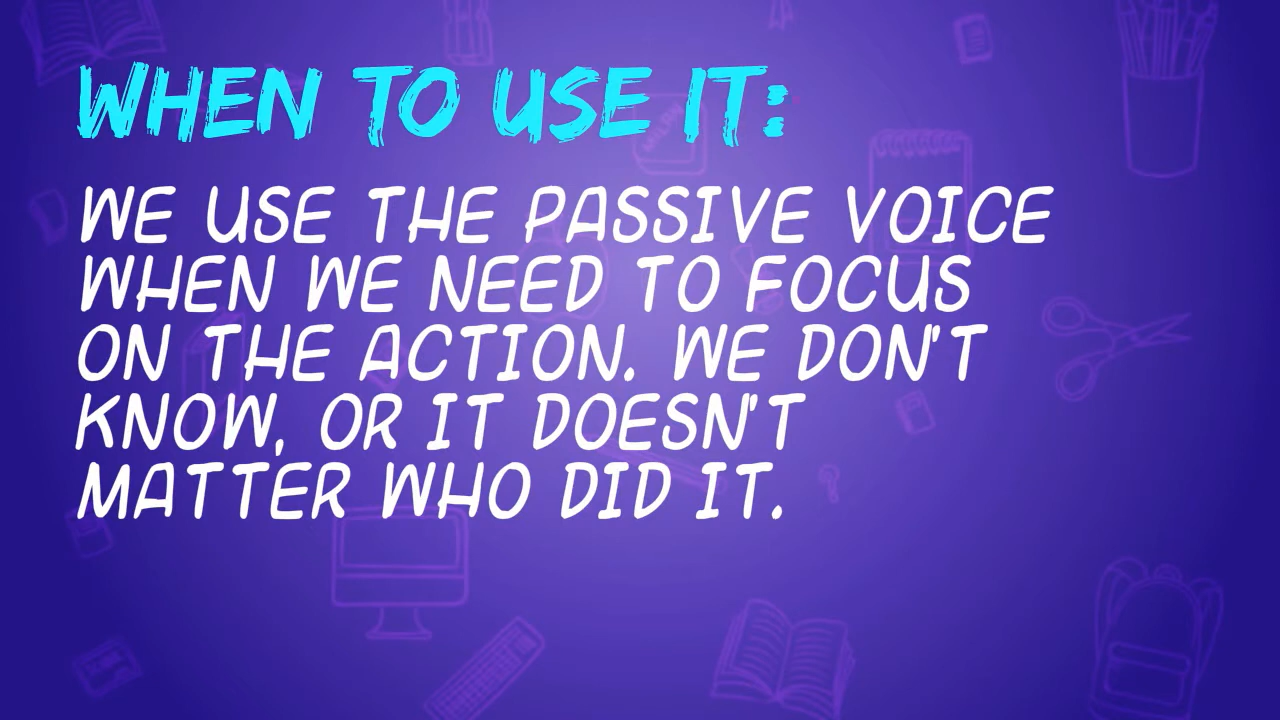 WHEN TO USE IT:
WE USE THE PASSIVE VOICE
WHEN WE NEED TO FOCUS
ON THE ACTION. WE DON'T
KNOW, OR IT DOESN'T
MATTER WHO DID IT.